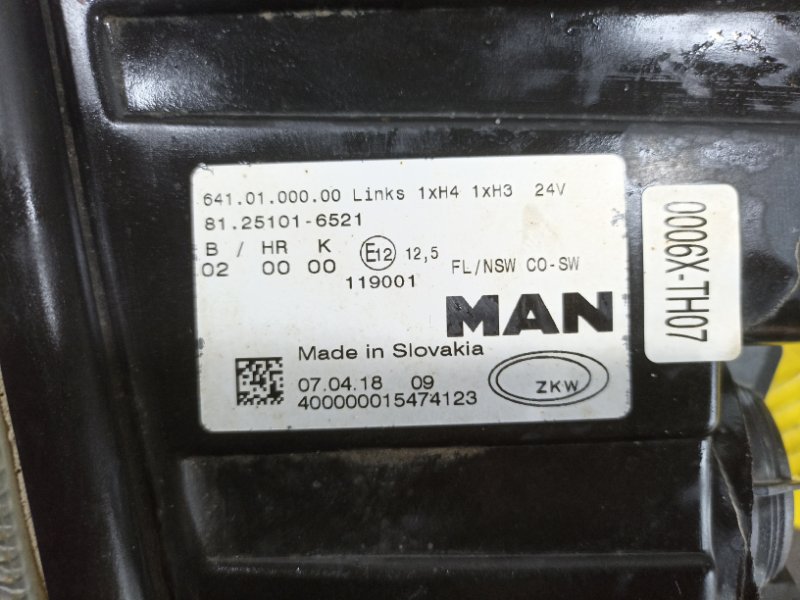 641.01.000.00 Links 1xH4 1xH3 24V
81.25101-6521
B / HR K
02 00 00
E12 12,5
119001
FL/NSW CO-SW
MAN
Made in Slovakia
07.04.18 09
400000015474123
ZKW
0006X-TH07